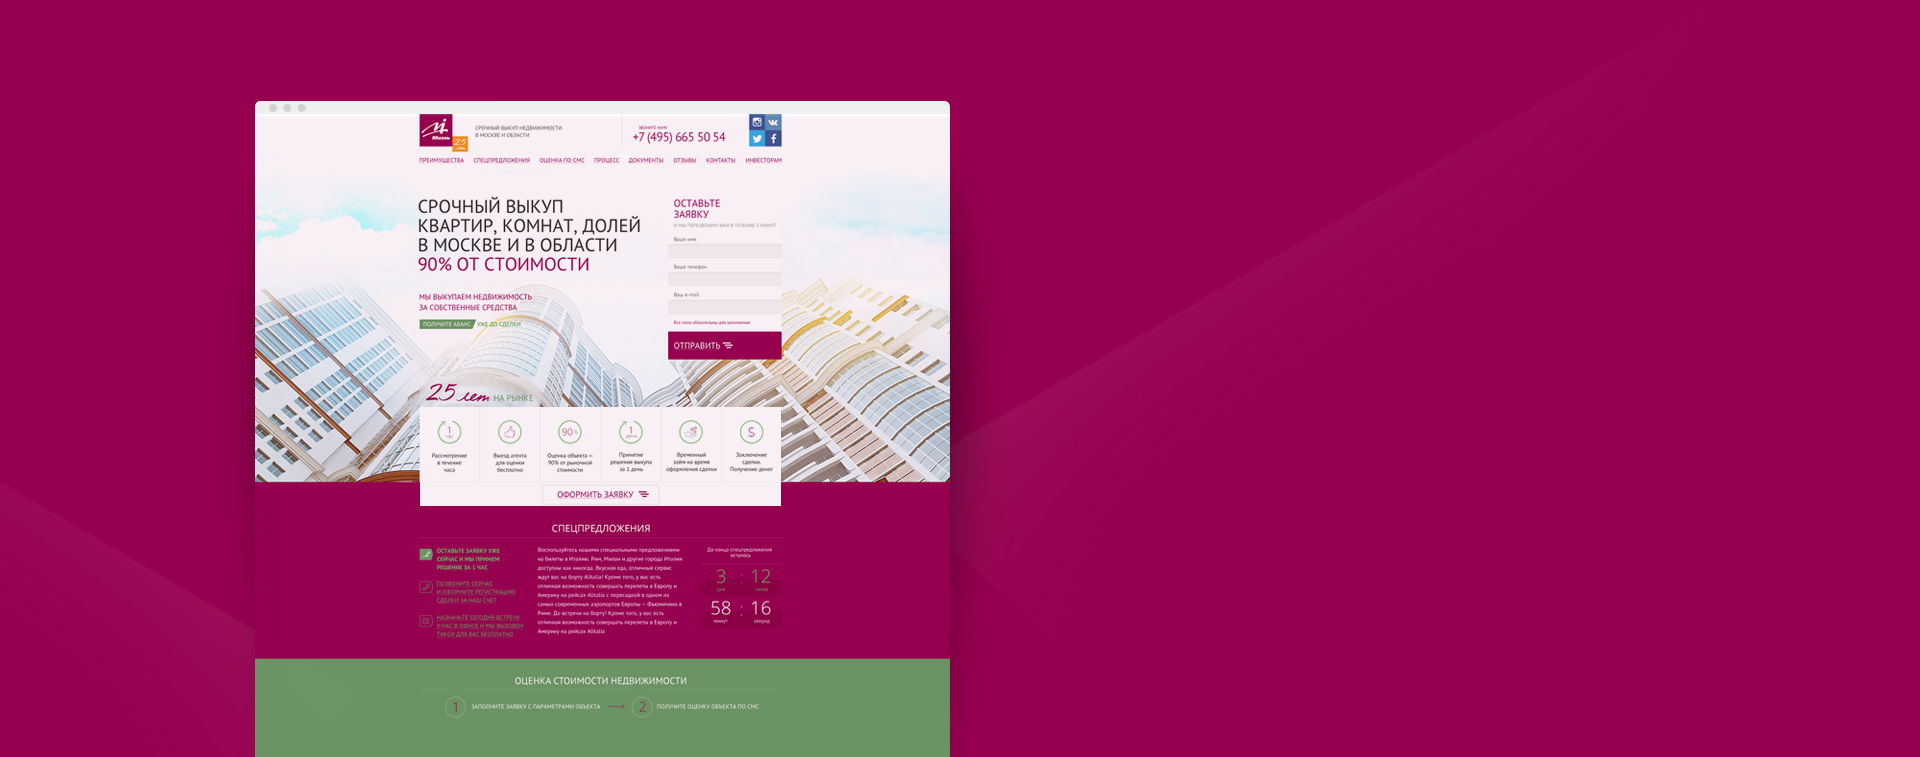 Миэль
25
СРОЧНЫЙ ВЫКУП НЕДВИЖИМОСТИ
В МОСКВЕ И ОБЛАСТИ
ЗВОНИТЕ НАМ!
+7 (495) 665 50 54
ПРЕИМУЩЕСТВА СПЕЦПРЕДЛОЖЕНИЯ ОЦЕНКА ПО СМС ПРОЦЕСС ДОКУМЕНТЫ ОТЗЫВЫ КОНТАКТЫ ИНВЕСТОРАМ
СРОЧНЫЙ ВЫКУП
КВАРТИР, КОМНАТ, ДОЛЕЙ
В МОСКВЕ И В ОБЛАСТИ
90% ОТ СТОИМОСТИ
МЫ ВЫКУПАЕМ НЕДВИЖИМОСТЬ
ЗА СОБСТВЕННЫЕ СРЕДСТВА
ПОЛУЧИТЕ АВАНС УЖЕ ДО СДЕЛКИ
ОСТАВЬТЕ
ЗАЯВКУ
И МЫ ПЕРЕЗВОНИМ ВАМ В ТЕЧЕНИЕ 5 МИНУТ
Ваше имя
Ваше телефон
Ваш e-mail
Все поля обязательны для заполнения
ОТПРАВИТЬ
25 лет НА РЫНКЕ
1
час
Рассмотрение
в течение
часа
Выезд агента
для оценки
бесплатно
90%
Оценка объекта —
90% от рыночной
стоимости
1
день
Принятие
решения выкупа
за 1 день
Временный
займ на время
оформления сделки
$
Заключение
сделки.
Получение денег
ОФОРМИТЬ ЗАЯВКУ
СПЕЦПРЕДЛОЖЕНИЯ
ОСТАВЬТЕ ЗАЯВКУ УЖЕ
СЕЙЧАС И МЫ ПРИМЕМ
РЕШЕНИЕ ЗА 1 ЧАС
ПОЗВОНИТЕ СЕЙЧАС
И ОФОРМИТЕ РЕГИСТРАЦИЮ
СДЕЛКИ ЗА НАШ СЧЕТ
НАЗНАЧЬТЕ СЕГОДНЯ ВСТРЕЧУ
У НАС В ОФИСЕ И МЫ ВЫЗОВЕМ
ТАКСИ ДЛЯ ВАС БЕСПЛАТНО
Воспользуйтесь нашими специальными предложениями
на билеты в Италию. Рим, Милан и другие города Италии
доступны как никогда. Вкусная еда, отличный сервис
ждут вас на борту Alitalia! Кроме того, у вас есть
отличная возможность совершать перелеты в Европу и
Америку на рейсах Alitalia с пересадкой в одном из
самых современных аэропортов Европы — Фьюмичино в
Риме. До встречи на борту! Кроме того, у вас есть
отличная возможность совершать перелеты в Европу и
Америку на рейсах Alitalia
До конца спецпредложения
осталось
3 : 12
дня часов
58 : 16
минут секунд
ОЦЕНКА СТОИМОСТИ НЕДВИЖИМОСТИ
1 ЗАПОЛНИТЕ ЗАЯВКУ С ПАРАМЕТРАМИ ОБЪЕКТА
2 ПОЛУЧИТЕ ОЦЕНКУ ОБЪЕКТА ПО СМС